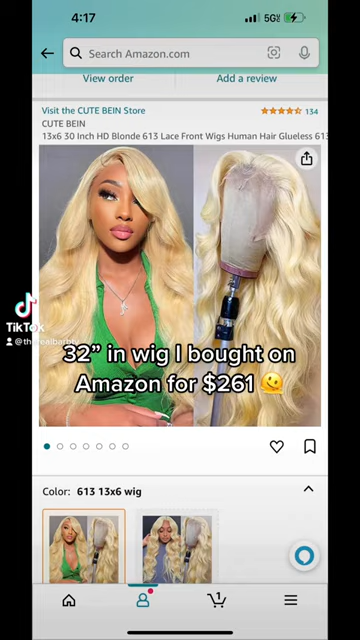 4:17
5G
Search Amazon.com
View order
Add a review
Visit the CUTE BEIN Store
134
CUTE BEIN
13x6 30 Inch HD Blonde 613 Lace Front Wigs Human Hair Glueless 613
TikTok
32” in wig I bought on
Amazon for $261
Color: 613 13x6 wig
1